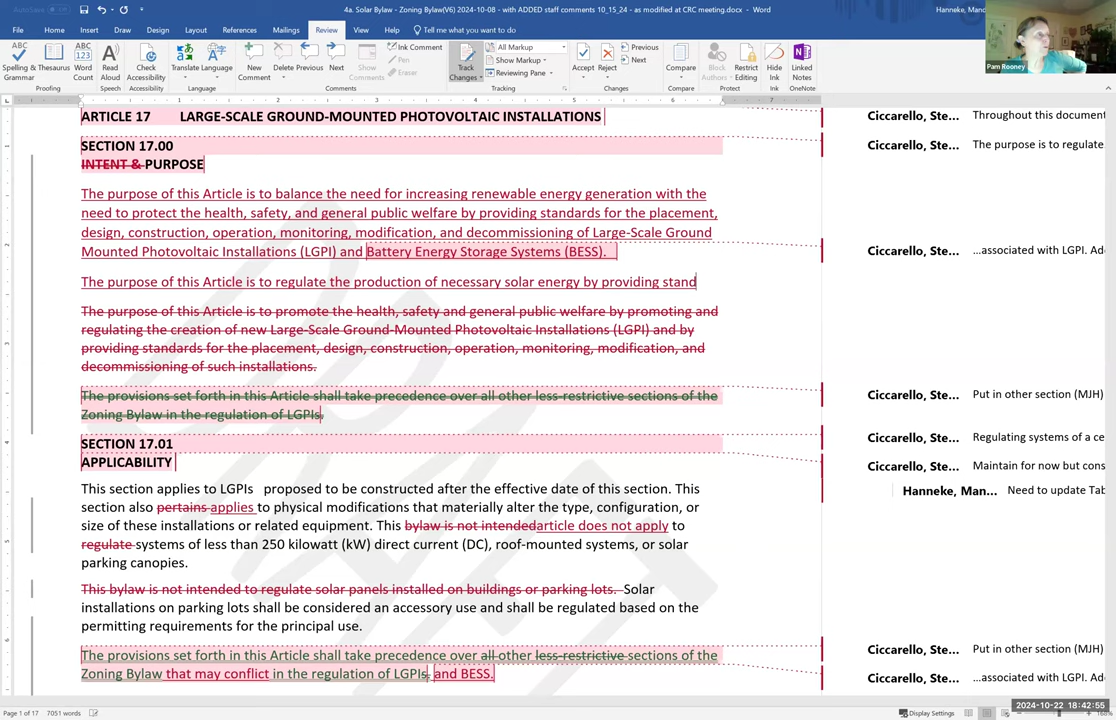 AutoSave
4a. Solar Bylaw - Zoning Bylaw(V6) 2024-10-08 - with ADDED staff comments 10_15_24 - as modified at CRC meeting.docx - Word
Hanneke, Manc
File Home Insert Draw Design Layout References Mailings Review View Help Tell me what you want to do
Spelling & Grammar Thesaurus Word Count Read Aloud Check Accessibility Translate Language New Comment Delete Previous Next Show Comments Ink Comment Pen Eraser Track Changes All Markup Show Markup Reviewing Pane Accept Reject Previous Next Compare Block Authors Restrict Editing Hide Ink Linked Notes
Proofing Speech Accessibility Language Comments Tracking Changes Compare Protect Ink OneNote
Pam Rooney
ARTICLE 17 LARGE-SCALE GROUND-MOUNTED PHOTOVOLTAIC INSTALLATIONS
Ciccarello, Ste... Throughout this document
SECTION 17.00
Ciccarello, Ste... The purpose is to regulate
INTENT & PURPOSE
The purpose of this Article is to balance the need for increasing renewable energy generation with the
need to protect the health, safety, and general public welfare by providing standards for the placement,
design, construction, operation, monitoring, modification, and decommissioning of Large-Scale Ground
Mounted Photovoltaic Installations (LGPI) and Battery Energy Storage Systems (BESS).
Ciccarello, Ste... ...associated with LGPI. Ad
The purpose of this Article is to regulate the production of necessary solar energy by providing stand
The purpose of this Article is to promote the health, safety and general public welfare by promoting and
regulating the creation of new Large-Scale Ground-Mounted Photovoltaic Installations (LGPI) and by
providing standards for the placement, design, construction, operation, monitoring, modification, and
decommissioning of such installations.
The provisions set forth in this Article shall take precedence over all other less-restrictive sections of the
Zoning Bylaw in the regulation of LGPIs.
Ciccarello, Ste... Put in other section (MJH)
SECTION 17.01
Ciccarello, Ste... Regulating systems of a ce
APPLICABILITY
Ciccarello, Ste... Maintain for now but cons
Hanneke, Man... Need to update Tab
This section applies to LGPIs proposed to be constructed after the effective date of this section. This
section also pertains applies to physical modifications that materially alter the type, configuration, or
size of these installations or related equipment. This bylaw is not intendedarticle does not apply to
regulate systems of less than 250 kilowatt (kW) direct current (DC), roof-mounted systems, or solar
parking canopies.
This bylaw is not intended to regulate solar panels installed on buildings or parking lots. Solar
installations on parking lots shall be considered an accessory use and shall be regulated based on the
permitting requirements for the principal use.
The provisions set forth in this Article shall take precedence over all other less-restrictive sections of the
Zoning Bylaw that may conflict in the regulation of LGPIs. and BESS.
Ciccarello, Ste... Put in other section (MJH)
Ciccarello, Ste... ...associated with LGPI. Ad
DRAFT
2024-10-22 18:42:55
Page 1 of 17 7051 words Display Settings